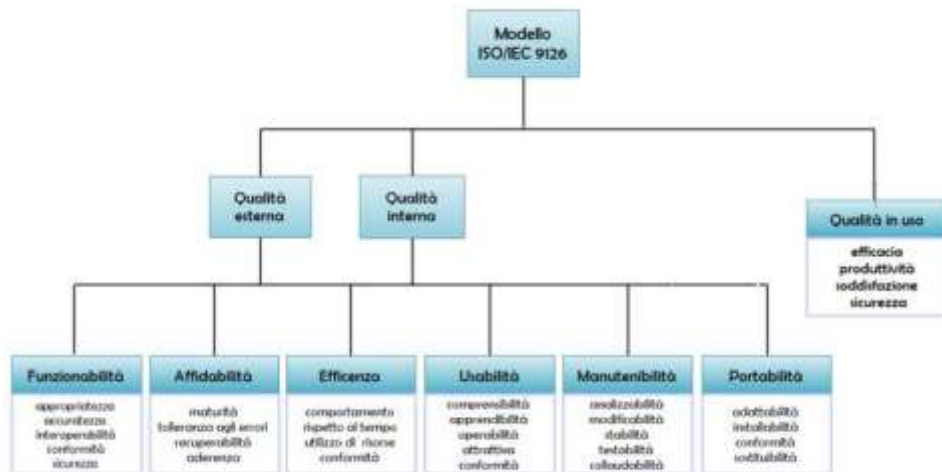 Modello
ISO/IEC 9126
Qualità
esterna
Qualità
interna
Qualità in uso
efficacia
produttività
soddisfazione
sicurezza
Funzionabilità
appropriatezza
accuratezza
interoperabilità
conformità
sicurezza
Affidabilità
maturità
tolleranza agli errori
recuperabilità
aderenza
Efficenza
comportamento
rispetto al tempo
utilizzo di risorse
conformità
Usabilità
comprensibilità
apprendibilità
operabilità
attrattiva
conformità
Manutenibilità
analizzabilità
modificabilità
stabilità
testabilità
collaudabilità
Portabilità
adattabilità
installabilità
conformità
sostituibilità